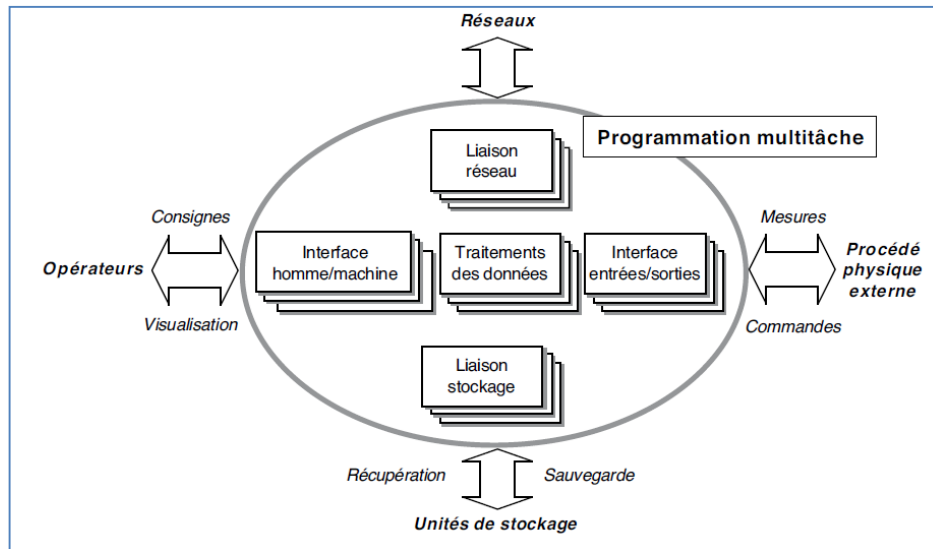 Réseaux
Programmation multitâche
Liaison
réseau
Consignes
Mesures
Opérateurs
Interface
homme/machine
Traitements
des données
Interface
entrées/sorties
Procédé
physique
externe
Visualisation
Commandes
Liaison
stockage
Récupération
Sauvegarde
Unités de stockage